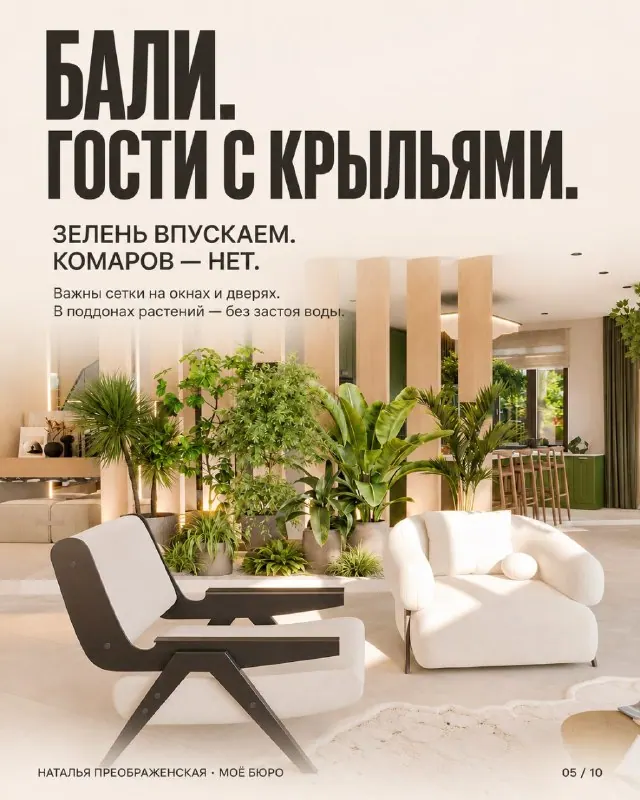 БАЛИ.
ГОСТИ С КРЫЛЬЯМИ.
ЗЕЛЕНЬ ВПУСКАЕМ.
КОМАРОВ — НЕТ.
Важны сетки на окнах и дверях.
В поддонах растений — без застоя воды.
НАТАЛЬЯ ПРЕОБРАЖЕНСКАЯ • МОЁ БЮРО
05 / 10